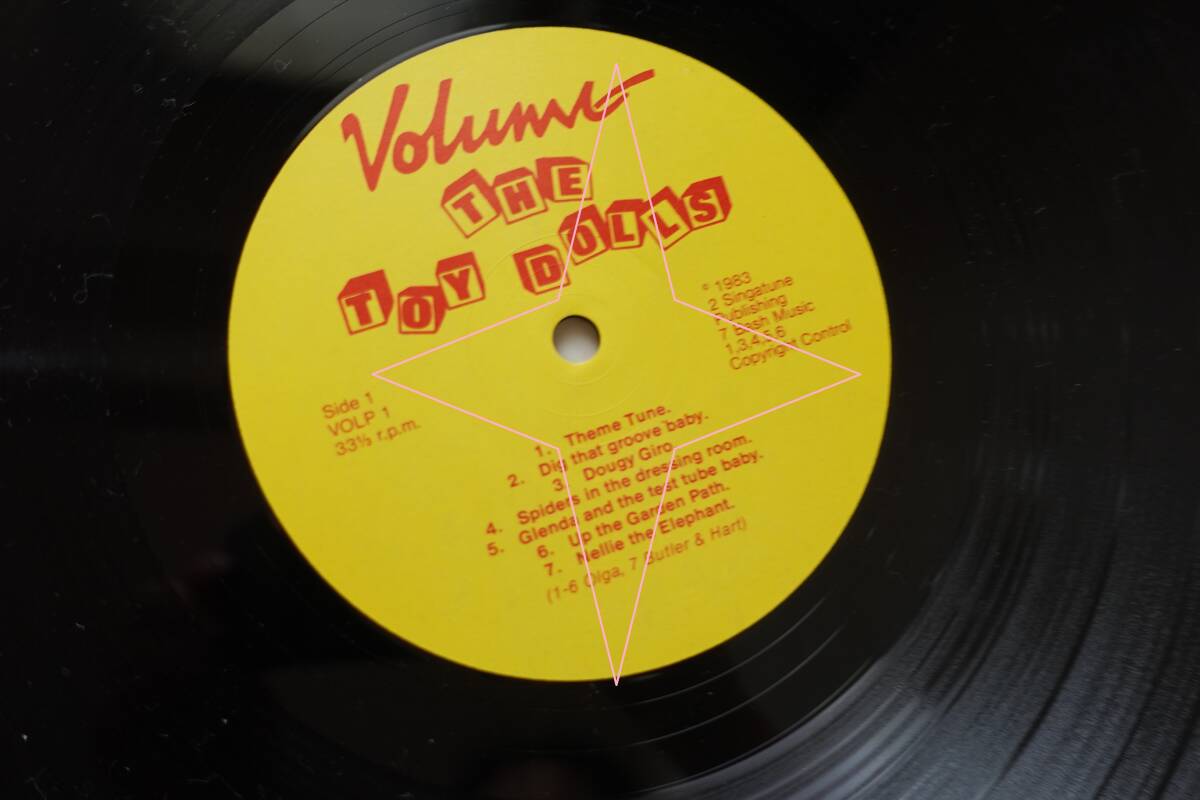 Volume
THE
TOY DOLLS
© 1983
2 Singatune
Publishing
7 Bash Music
1,3,4,5,6
Copyright Control
Side 1
VOLP 1
33⅓ r.p.m.
1. Theme Tune.
2. Dig that groove baby.
3. Dougy Giro
4. Spiders in the dressing room.
5. Glenda and the test tube baby.
6. Up the Garden Path.
7. Nellie the Elephant.
(1-6 Olga, 7 Butler & Hart)